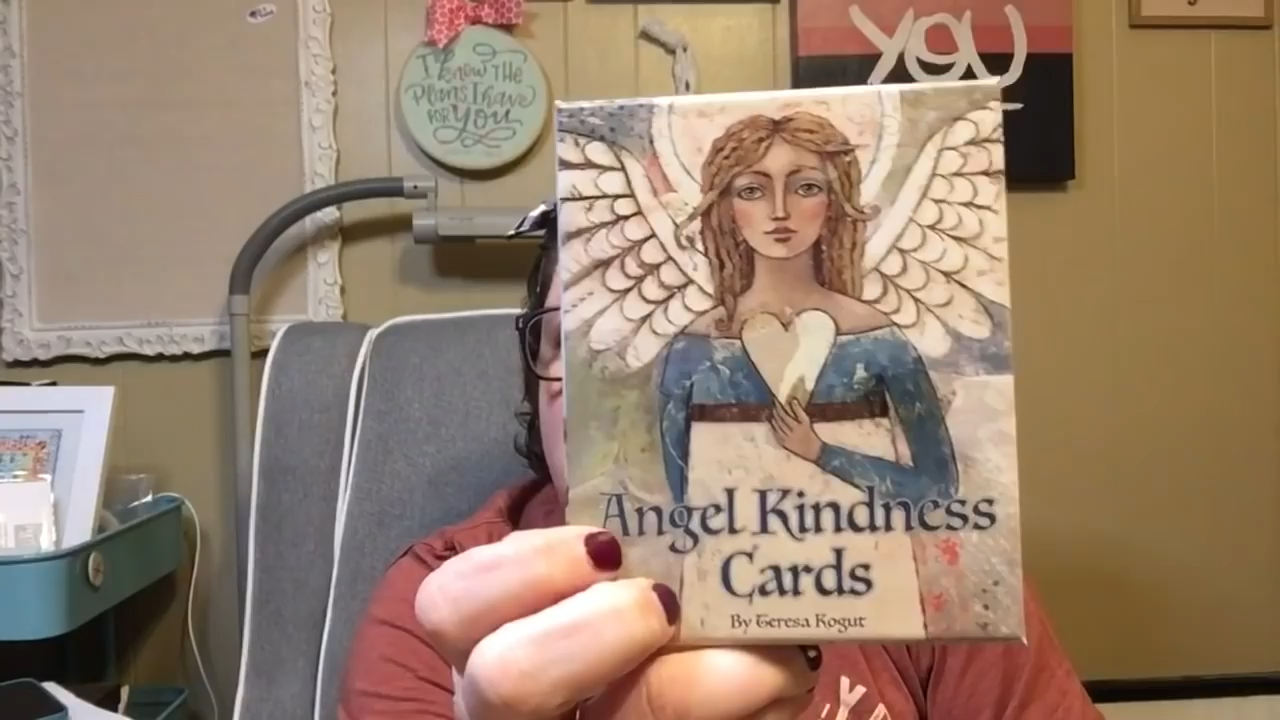 I know THE
Plans I have
FOR You
YOU
Angel Kindness
Cards
By Teresa Kogut